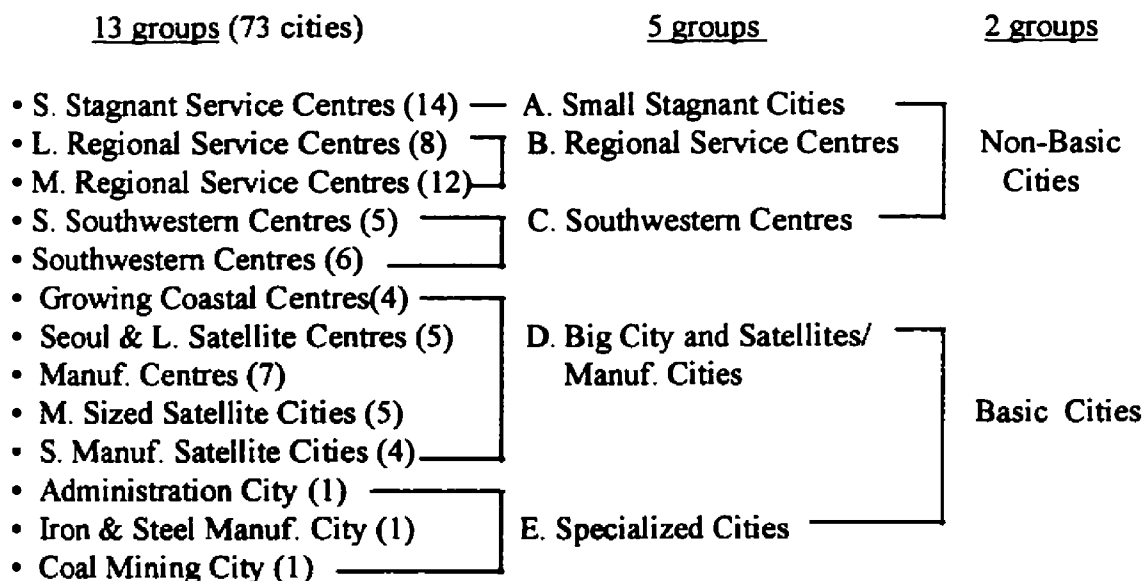 13 groups (73 cities) 5 groups 2 groups
• S. Stagnant Service Centres (14) A. Small Stagnant Cities
• L. Regional Service Centres (8) B. Regional Service Centres Non-Basic
• M. Regional Service Centres (12) Cities
• S. Southwestern Centres (5) C. Southwestern Centres
• Southwestern Centres (6)
• Growing Coastal Centres(4)
• Seoul & L. Satellite Centres (5) D. Big City and Satellites/
• Manuf. Centres (7) Manuf. Cities
• M. Sized Satellite Cities (5) Basic Cities
• S. Manuf. Satellite Cities (4)
• Administration City (1)
• Iron & Steel Manuf. City (1) E. Specialized Cities
• Coal Mining City (1)